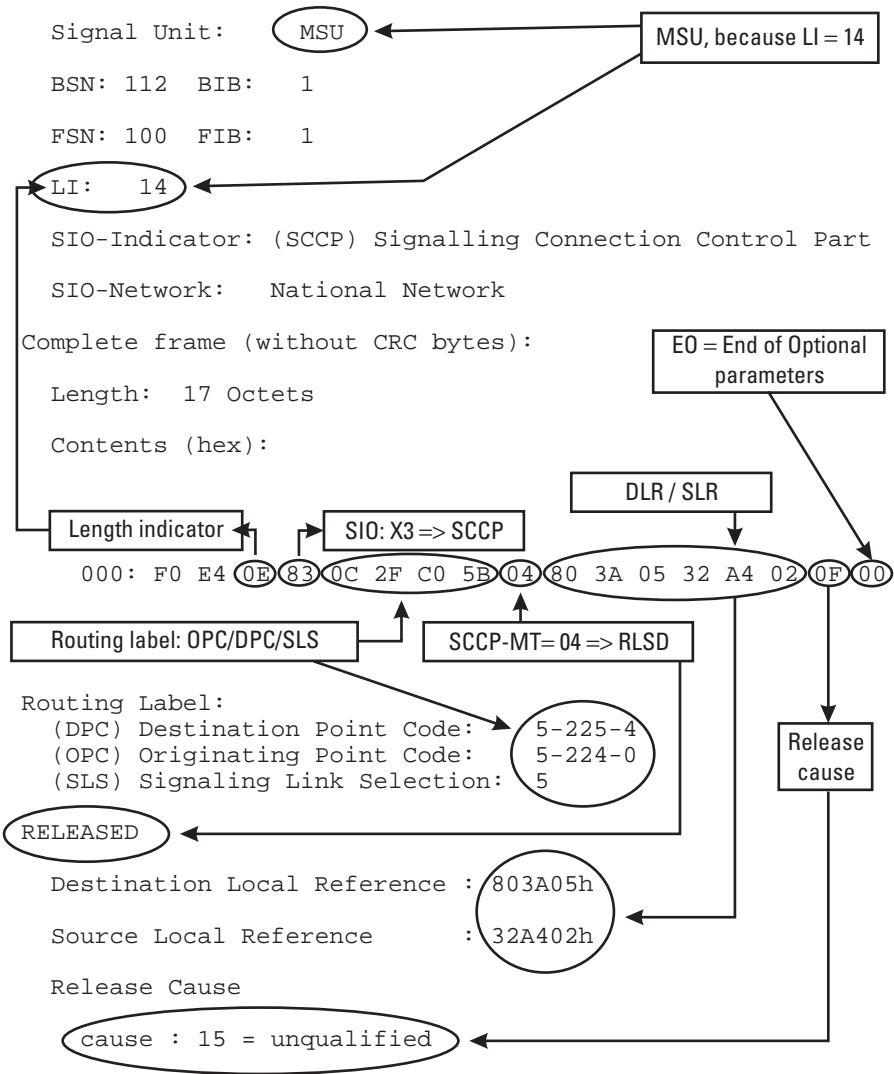 Signal Unit: MSU
MSU, because LI = 14
BSN: 112 BIB: 1
FSN: 100 FIB: 1
LI: 14
SIO-Indicator: (SCCP) Signalling Connection Control Part
SIO-Network: National Network
Complete frame (without CRC bytes):
EO = End of Optional
parameters
Length: 17 Octets
Contents (hex):
DLR / SLR
Length indicator
SIO: X3 => SCCP
000: F0 E4 0E 83 0C 2F C0 5B 04 80 3A 05 32 A4 02 0F 00
Routing label: OPC/DPC/SLS
SCCP-MT= 04 => RLSD
Routing Label:
(DPC) Destination Point Code: 5-225-4
(OPC) Originating Point Code: 5-224-0
(SLS) Signaling Link Selection: 5
Release
cause
RELEASED
Destination Local Reference : 803A05h
Source Local Reference : 32A402h
Release Cause
cause : 15 = unqualified